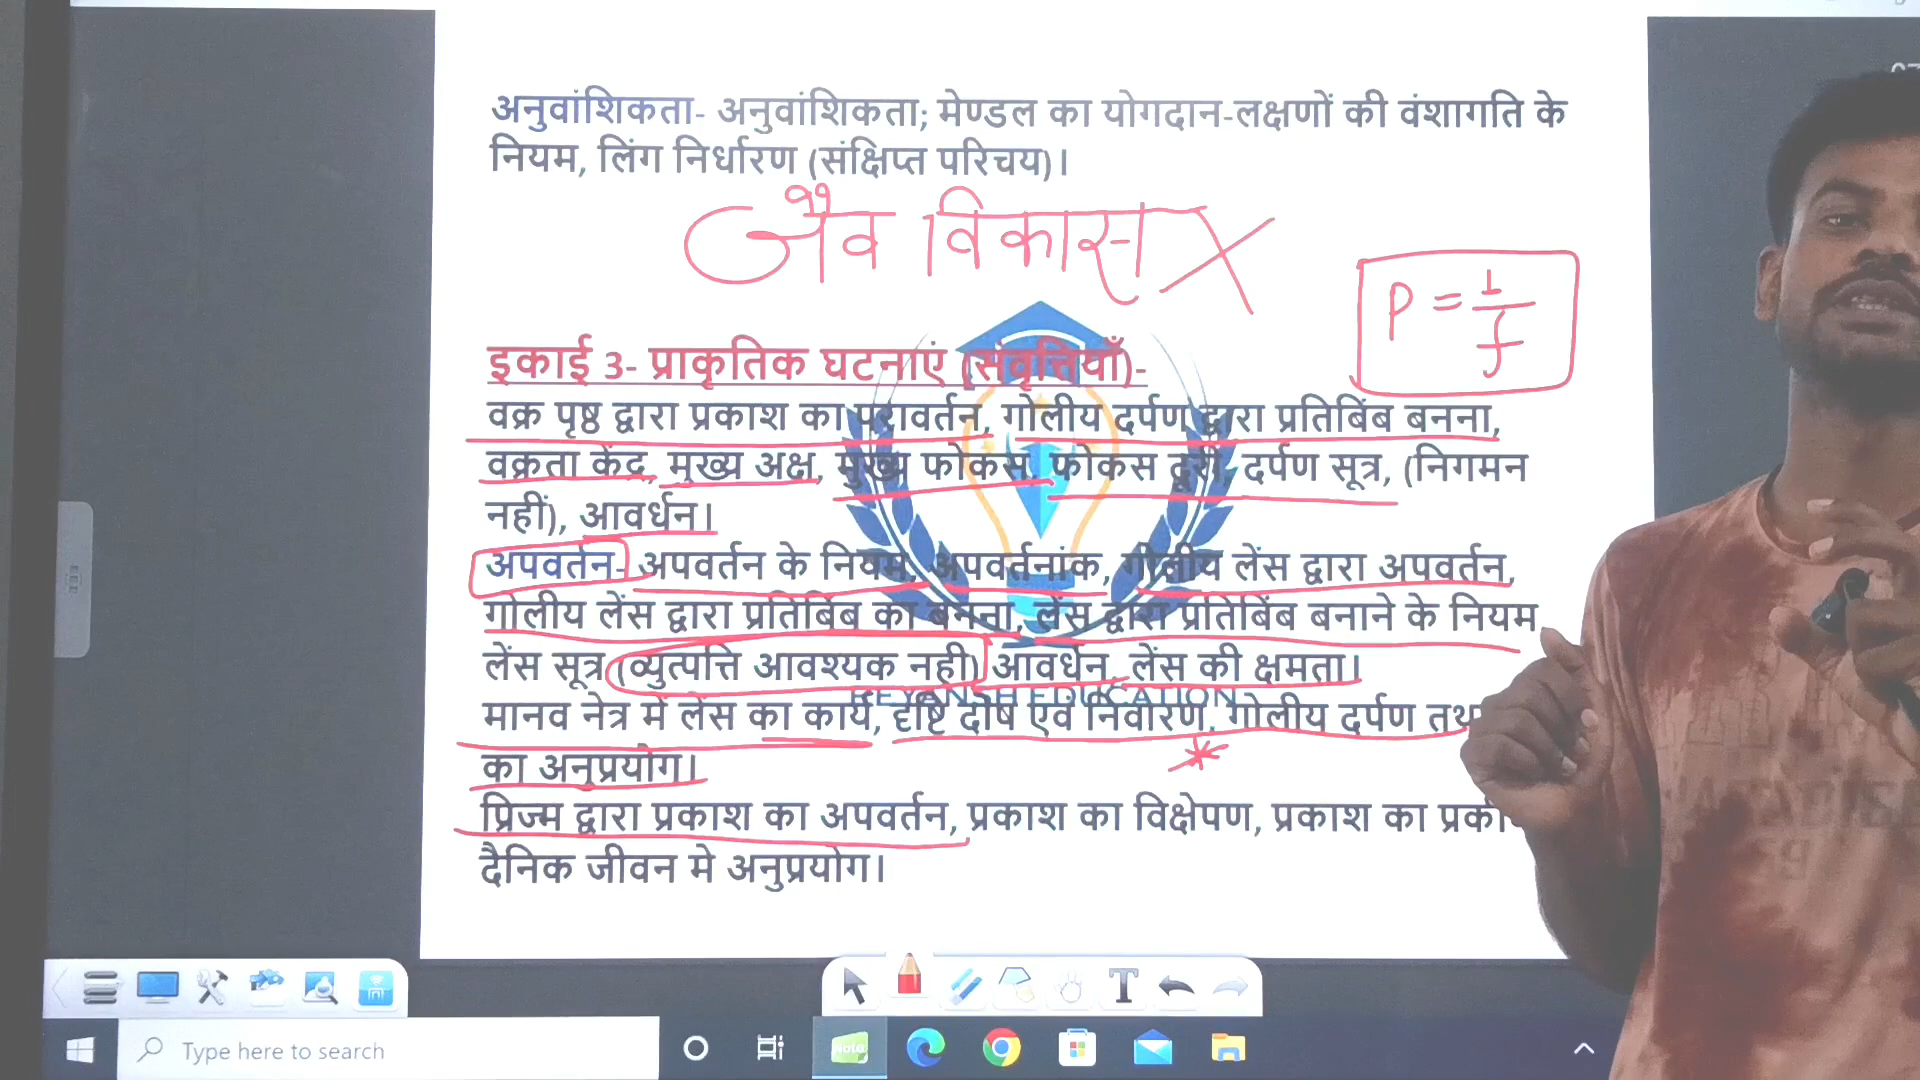 अनुवांशिकता- अनुवांशिकता; मेण्डल का योगदान-लक्षणों की वंशागति के
नियम, लिंग निर्धारण (संक्षिप्त परिचय)।
जैव विकास
P = 1/f
इकाई 3- प्राकृतिक घटनाएं (संवृत्तियाँ)-
वक्र पृष्ठ द्वारा प्रकाश का परावर्तन, गोलीय दर्पण द्वारा प्रतिबिंब बनना,
वक्रता केंद्र, मुख्य अक्ष, मुख्य फोकस, फोकस दूरी, दर्पण सूत्र, (निगमन
नहीं), आवर्धन।
अपवर्तन- अपवर्तन के नियम, अपवर्तनांक, गोलीय लेंस द्वारा अपवर्तन,
गोलीय लेंस द्वारा प्रतिबिंब का बनना, लेंस द्वारा प्रतिबिंब बनाने के नियम
लेंस सूत्र (व्युत्पत्ति आवश्यक नही) आवर्धन, लेंस की क्षमता।
मानव नेत्र में लेंस का कार्य, दृष्टि दोष एवं निवारण, गोलीय दर्पण
का अनुप्रयोग।
प्रिज्म द्वारा प्रकाश का अपवर्तन, प्रकाश का विक्षेपण, प्रकाश का
दैनिक जीवन मे अनुप्रयोग।
EDUCATION
T
Type here to search